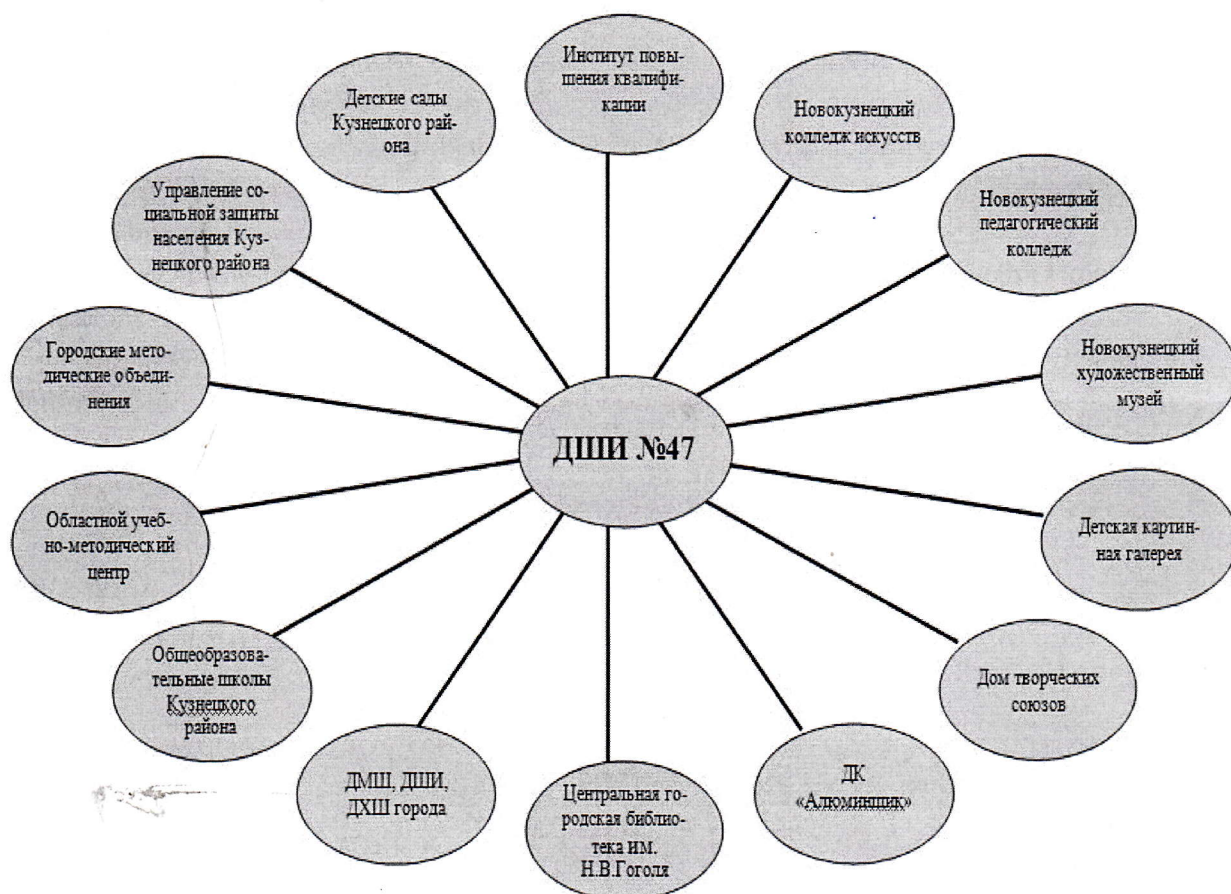 Институт повы-
шения квалифи-
кации
Детские сады
Кузнецкого рай-
она
Новокузнецкий
колледж искусств
Управление со-
циальной защиты
населения Куз-
нецкого района
Новокузнецкий
педагогический
колледж
Городские мето-
дические объеди-
нения
Новокузнецкий
художественный
музей
ДШИ №47
Областной учеб-
но-методический
центр
Детская картин-
ная галерея
Общеобразова-
тельные школы
Кузнецкого
района
Дом творческих
союзов
ДМШ, ДШИ,
ДХШ города
Центральная го-
родская библио-
тека им.
Н.В.Гоголя
ДК
«Алюминщик»